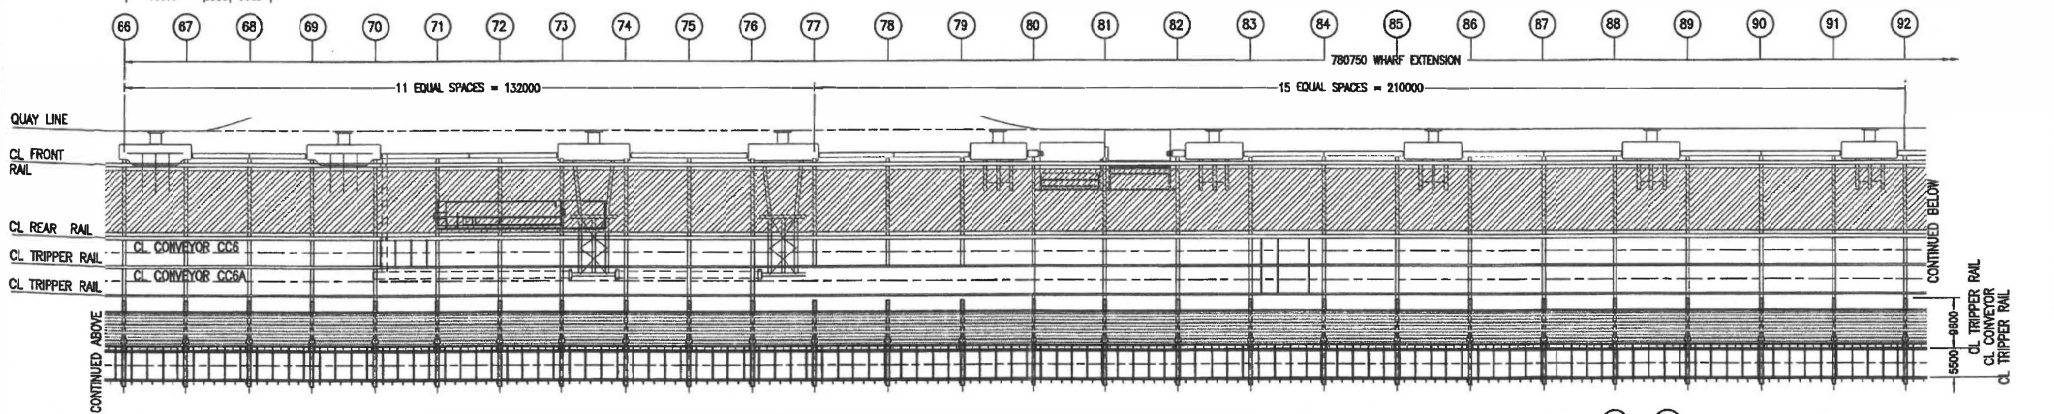 66 67 68 69 70 71 72 73 74 75 76 77 78 79 80 81 82 83 84 85 86 87 88 89 90 91 92
780750 WHARF EXTENSION
11 EQUAL SPACES = 132000
15 EQUAL SPACES = 210000
QUAY LINE
CL FRONT
RAIL
CL REAR RAIL
CL CONVEYOR CC6
CL TRIPPER RAIL
CL CONVEYOR CC6A
CL TRIPPER RAIL
CONTINUED ABOVE
CONTINUED BELOW
9800
5500
CL TRIPPER RAIL
CL CONVEYOR
CL TRIPPER RAIL